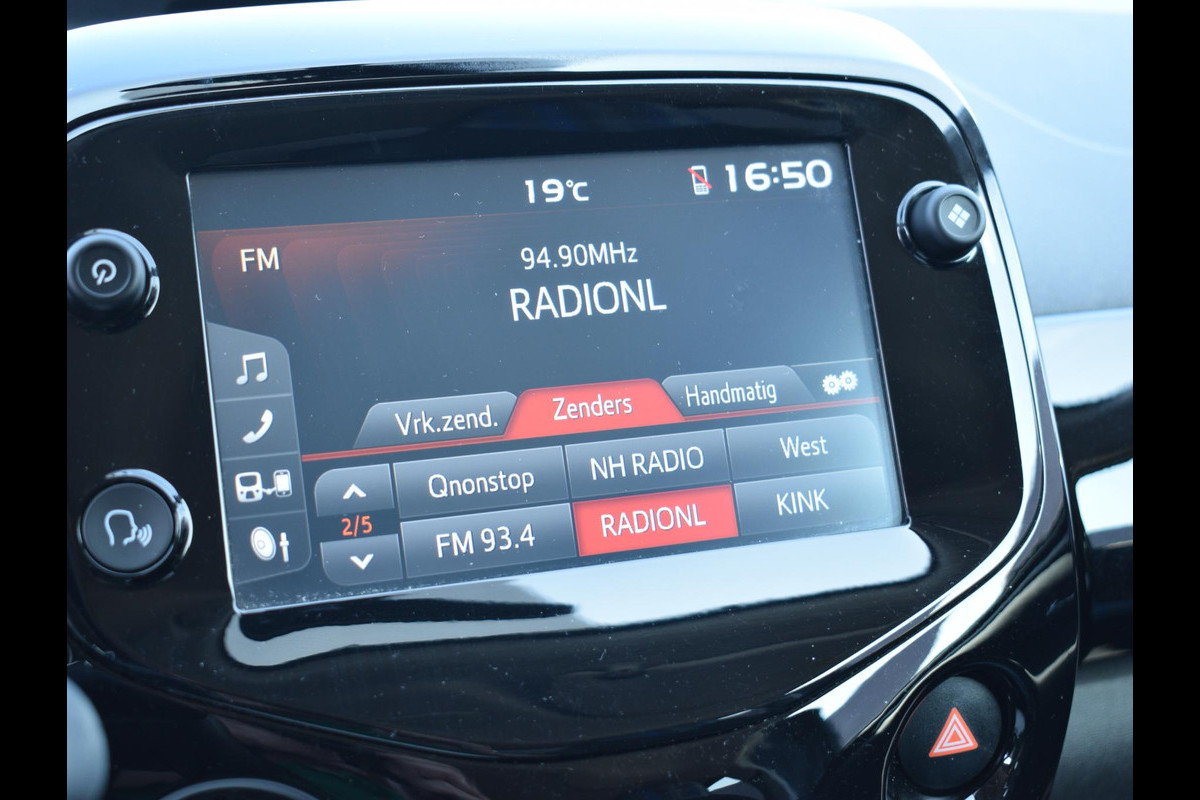 19°C 16:50
FM 94.90MHz
RADIONL
Vrk.zend. Zenders Handmatig
Qnonstop NH RADIO West
2/5
FM 93.4 RADIONL KINK